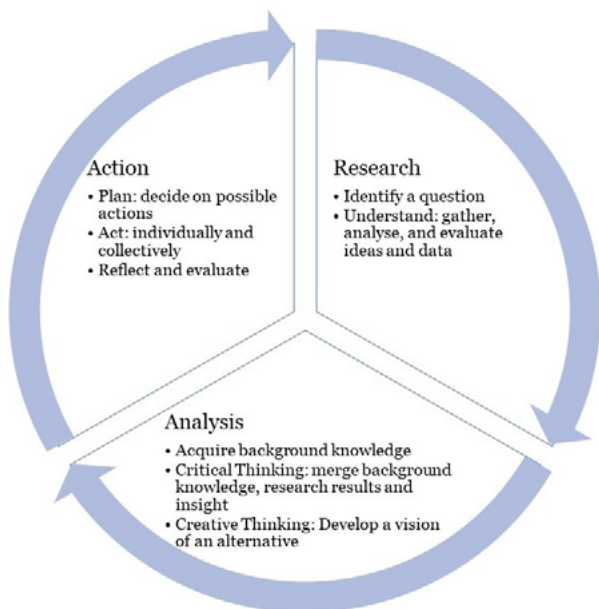 Action
• Plan: decide on possible
actions
• Act: individually and
collectively
• Reflect and evaluate
Research
• Identify a question
• Understand: gather,
analyse, and evaluate
ideas and data
Analysis
• Acquire background knowledge
• Critical Thinking: merge background
knowledge, research results and
insight
• Creative Thinking: Develop a vision
of an alternative